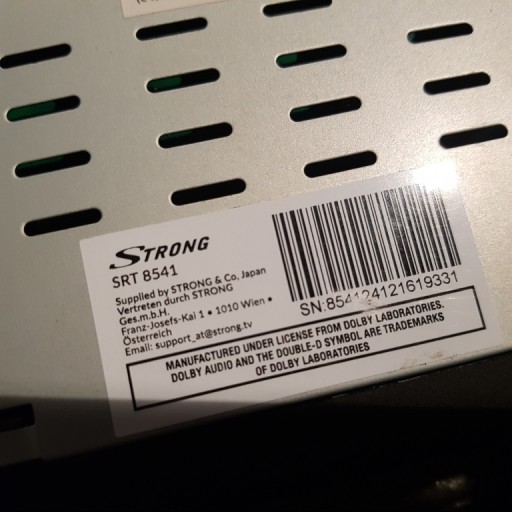 STRONG
SRT 8541
Supplied by STRONG & Co, Japan
Vertreten durch STRONG
Ges.m.b.H.
Franz-Josefs-Kai 1 • 1010 Wien •
Österreich
Email: support_at@strong.tv
SN:854124121619331
MANUFACTURED UNDER LICENSE FROM DOLBY LABORATORIES.
DOLBY AUDIO AND THE DOUBLE-D SYMBOL ARE TRADEMARKS
OF DOLBY LABORATORIES